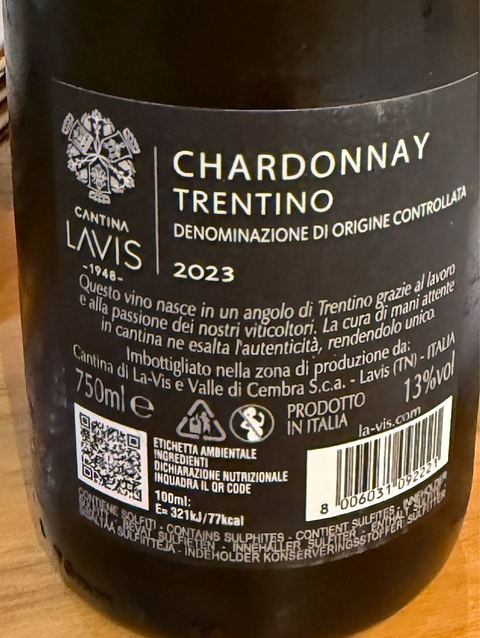 CHARDONNAY
TRENTINO
DENOMINAZIONE DI ORIGINE CONTROLLATA
2023
CANTINA
LAVIS
-1948-
Questo vino nasce in un angolo di Trentino grazie al lavoro
e alla passione dei nostri viticoltori. La cura di mani attente
in cantina ne esalta l'autenticità, rendendolo unico.
Imbottigliato nella zona di produzione da:
Cantina di La-Vis e Valle di Cembra S.c.a. - Lavis (TN) - ITALIA
750ml e
PRODOTTO
IN ITALIA
13%vol
la-vis.com
ETICHETTA AMBIENTALE
INGREDIENTI
DICHIARAZIONE NUTRIZIONALE
INQUADRA IL QR CODE
100ml:
E= 321kJ/77kcal
8 006031 092221
CONTIENE SOLFITI - CONTAINS SULPHITES - CONTIENT SULFITES
SULFIETEN - INNEHÅLLER SULFITER
SULFIITTEJA - INDEHOLDER KONSERVERINGSSTOFFER SULFITTER